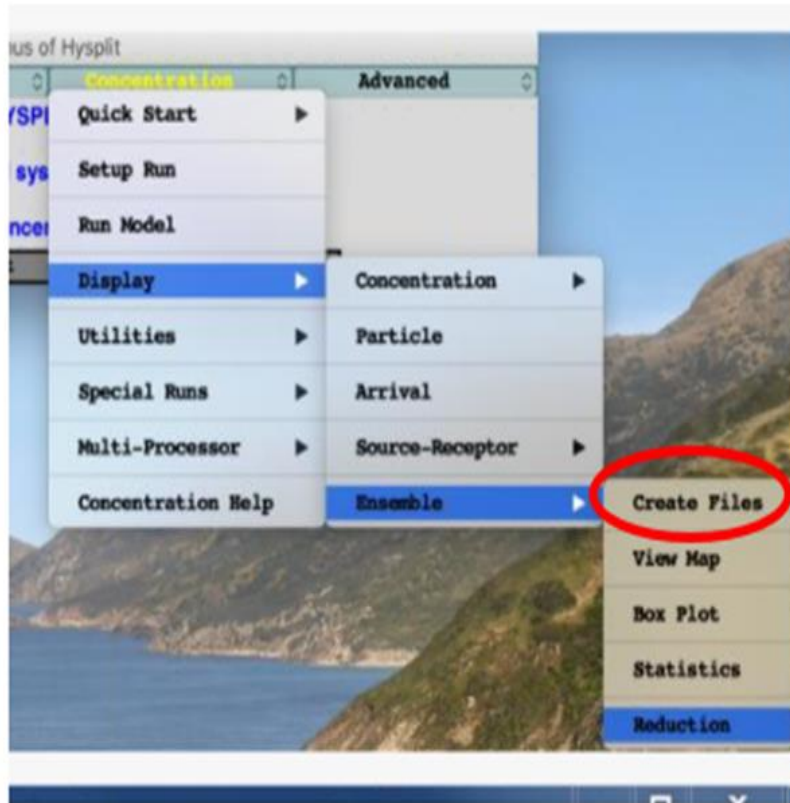 us of Hysplit
Concentration
Advanced
YSPI
sys
ncer
Quick Start
Setup Run
Run Model
Display
Utilities
Special Runs
Multi-Processor
Concentration Help
Concentration
Particle
Arrival
Source-Receptor
Ensemble
Create Files
View Map
Box Plot
Statistics
Reduction